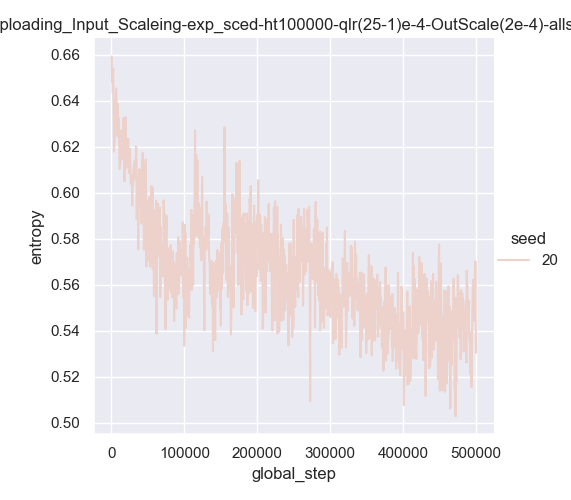 ploading_Input_Scaleing-exp_sced-ht100000-qlr(25-1)e-4-OutScale(2e-4)-alls
0.66
0.64
0.62
0.60
0.58
0.56
0.54
0.52
0.50
entropy
seed
20
0 100000 200000 300000 400000 500000
global_step